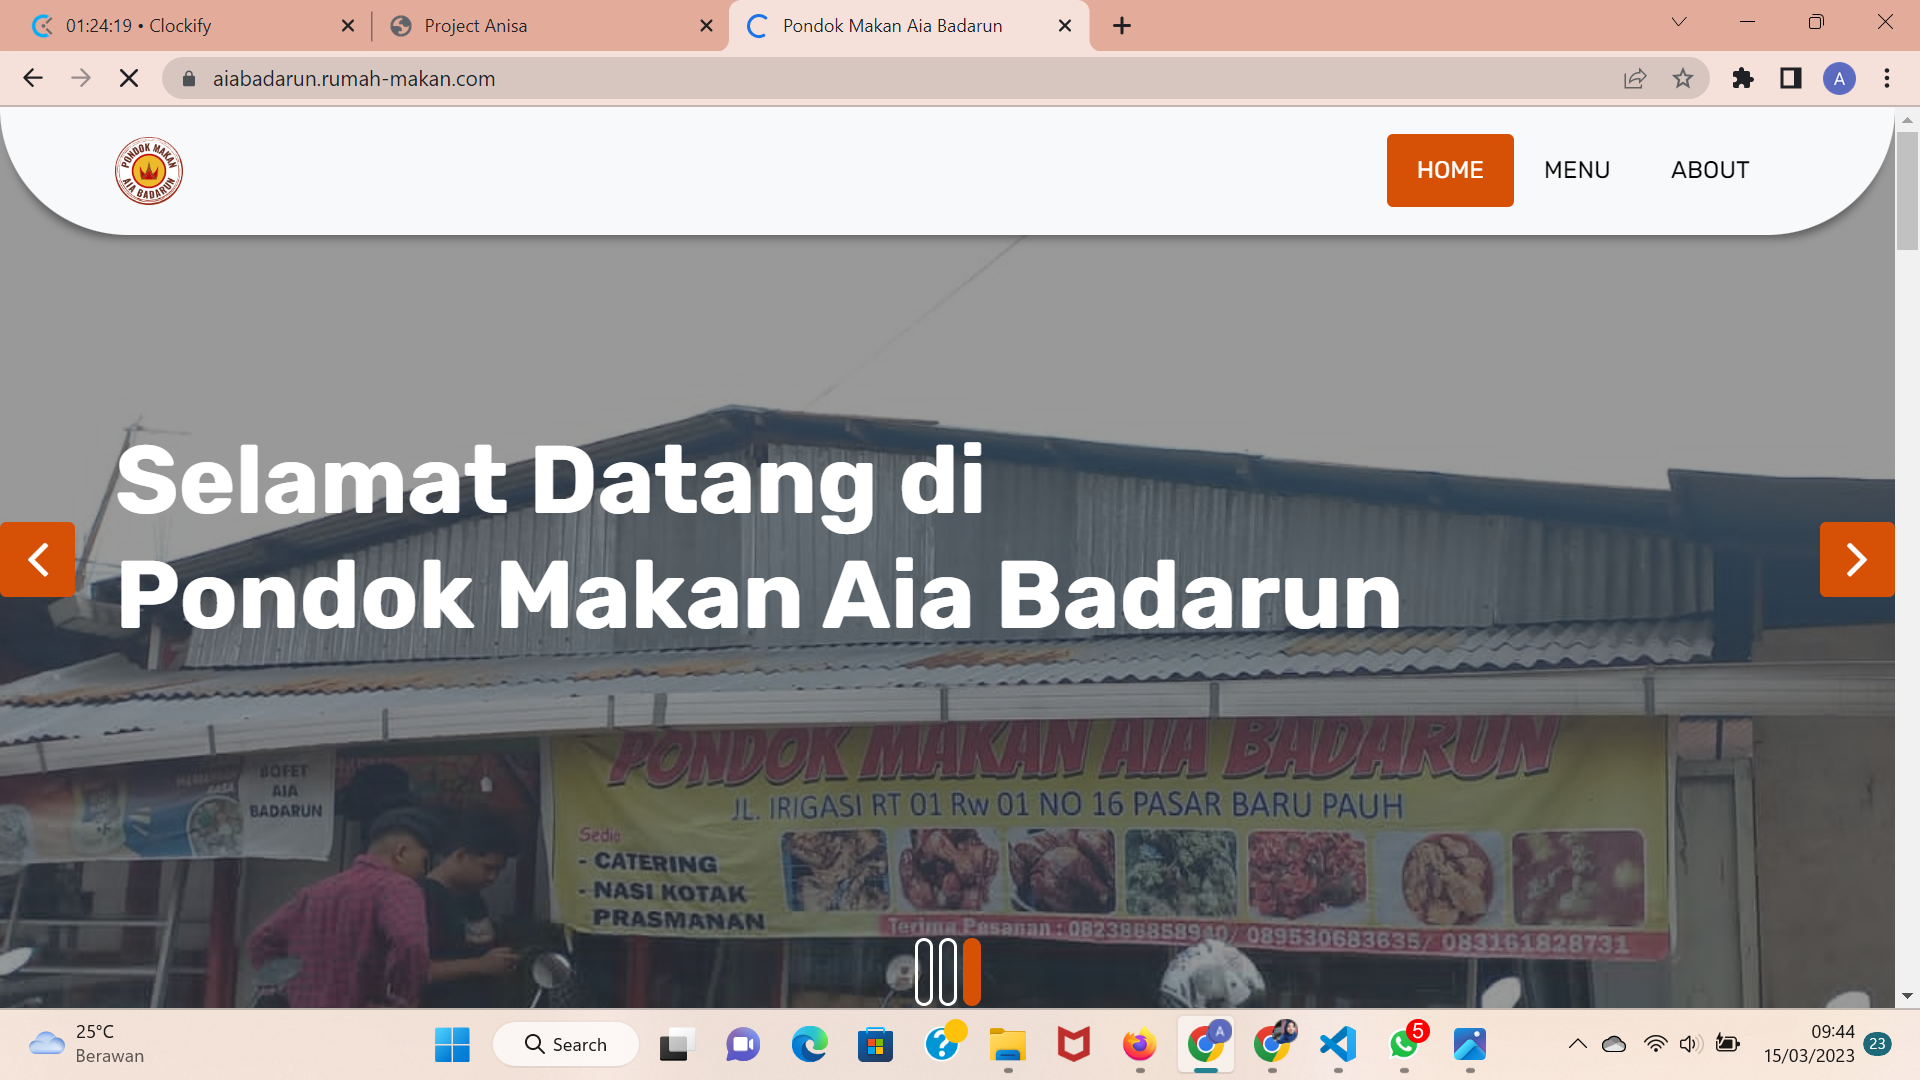 01:24:19 • Clockify
Project Anisa
Pondok Makan Aia Badarun
aiabadarun.rumah-makan.com
A
PONDOK MAKAN
AIA BADARUN
HOME
MENU
ABOUT
Selamat Datang di
Pondok Makan Aia Badarun
BOFET
AIA
BADARUN
PONDOK MAKAN AIA BADARUN
JL. IRIGASI RT 01 Rw 01 NO 16 PASAR BARU PAUH
Sedia
- CATERING
- NASI KOTAK
PRASMANAN
Terima Pesanan : 082386858940/ 089530683635/ 083161828731
25°C
Berawan
Search
A
5
09:44
15/03/2023
23